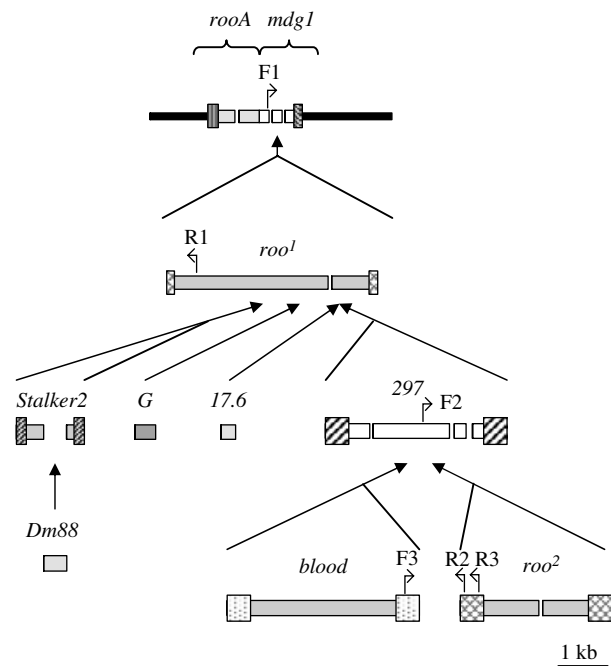 rooA mdg1
F1
R1 roo¹
Stalker2 G 17.6 297 F2
Dm88
blood F3 R2 R3 roo²
1 kb